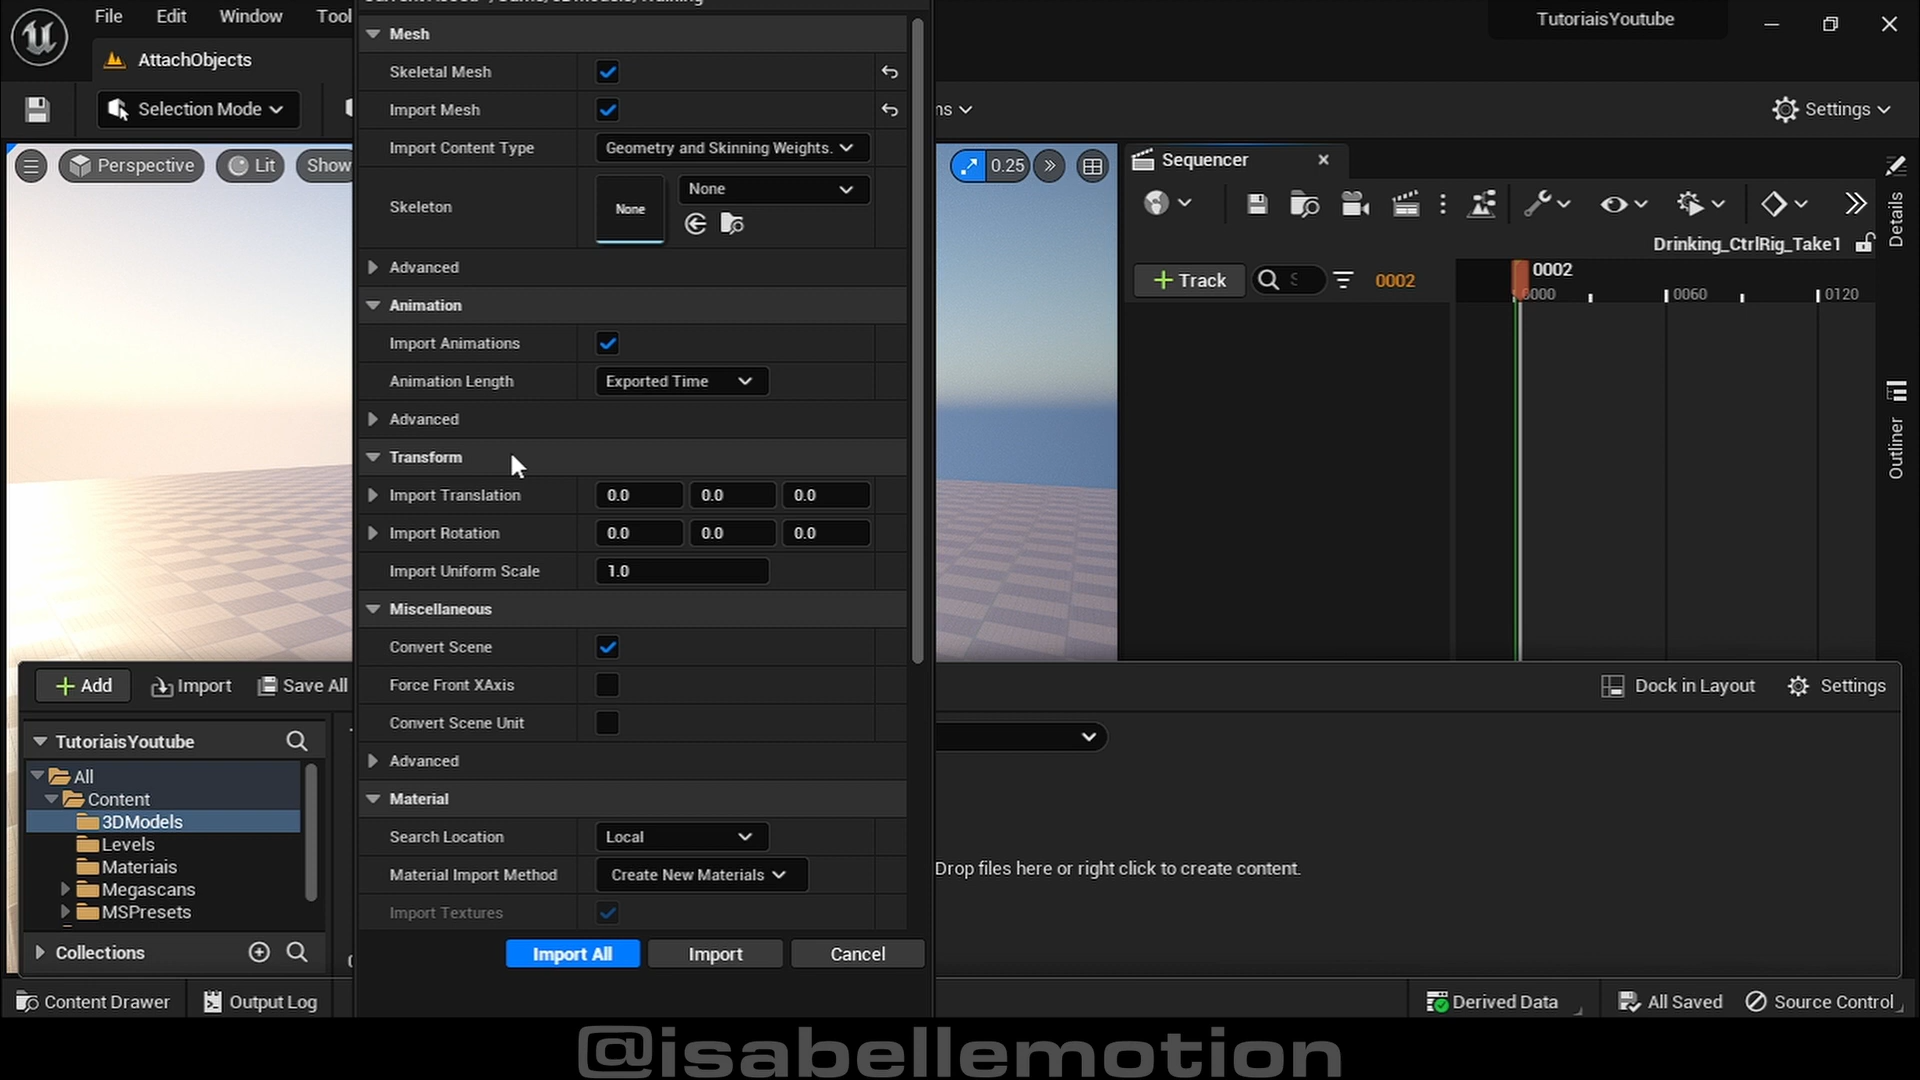 File Edit Window Tool
TutoriaisYoutube
AttachObjects
Selection Mode
ns
Settings
Perspective
Lit
Show
0.25
Mesh
Skeletal Mesh
Import Mesh
Import Content Type
Geometry and Skinning Weights.
Skeleton
None
None
Advanced
Animation
Import Animations
Animation Length
Exported Time
Advanced
Transform
Import Translation
0.0 0.0 0.0
Import Rotation
0.0 0.0 0.0
Import Uniform Scale
1.0
Miscellaneous
Convert Scene
Force Front XAxis
Convert Scene Unit
Advanced
Material
Search Location
Local
Material Import Method
Create New Materials
Import Textures
Import All Import Cancel
Sequencer
Drinking_CtrlRig_Take1
Track
S
0002
0002
0000 0060 0120
Details
Outliner
Add Import Save All
Dock in Layout Settings
TutoriaisYoutube
All
Content
3DModels
Levels
Materiais
Megascans
MSPresets
Collections
Drop files here or right click to create content.
Content Drawer Output Log
Derived Data All Saved Source Control
@isabellemotion